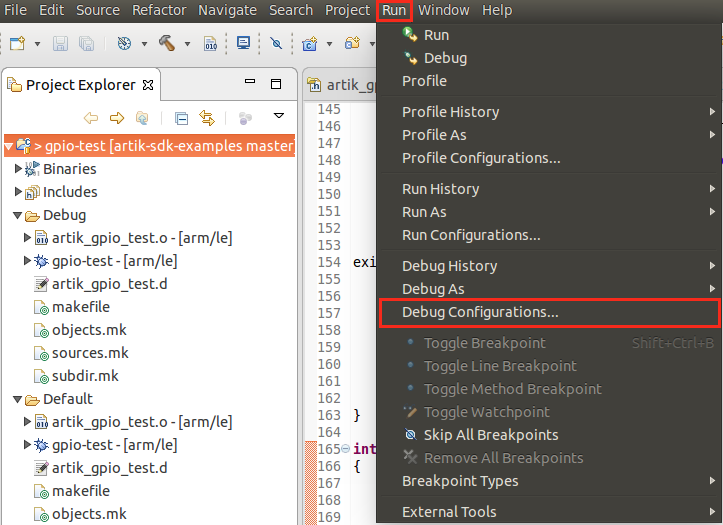 File Edit Source Refactor Navigate Search Project Run Window Help
Project Explorer
> gpio-test [artik-sdk-examples master
Binaries
Includes
Debug
artik_gpio_test.o - [arm/le]
gpio-test - [arm/le]
artik_gpio_test.d
makefile
objects.mk
sources.mk
subdir.mk
Default
artik_gpio_test.o - [arm/le]
gpio-test - [arm/le]
artik_gpio_test.d
makefile
objects.mk
artik_g
145
146
147
148
149
150
151
152
153
154 exi
155
156
157
158
159
160
161
162
163 }
164
165 int
166 {
167
168
169
Run
Debug
Profile
Profile History
Profile As
Profile Configurations...
Run History
Run As
Run Configurations...
Debug History
Debug As
Debug Configurations...
Toggle Breakpoint Shift+Ctrl+B
Toggle Line Breakpoint
Toggle Method Breakpoint
Toggle Watchpoint
Skip All Breakpoints
Remove All Breakpoints
Breakpoint Types
External Tools